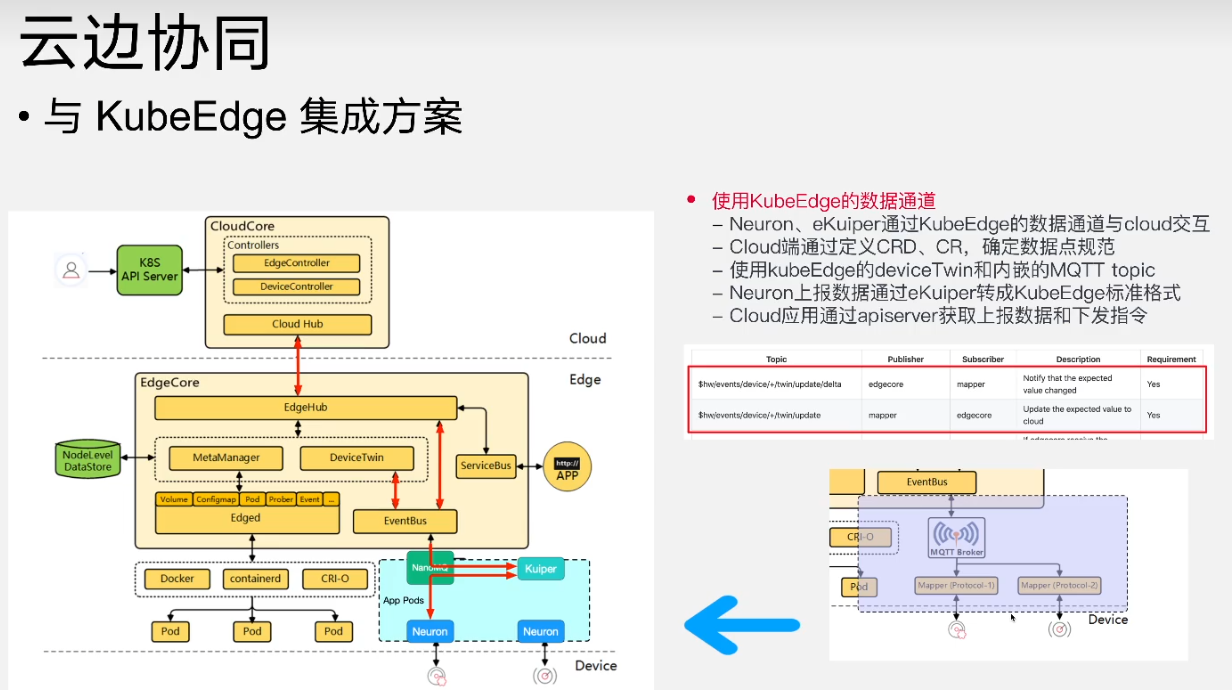 云边协同
• 与 KubeEdge 集成方案
• 使用KubeEdge的数据通道
– Neuron、eKuiper通过KubeEdge的数据通道与cloud交互
– Cloud端通过定义CRD、CR，确定数据点规范
– 使用kubeEdge的deviceTwin和内嵌的MQTT topic
– Neuron上报数据通过eKuiper转成KubeEdge标准格式
– Cloud应用通过apiserver获取上报数据和下发指令
K8S
API Server
CloudCore
Controllers
EdgeController
DeviceController
Cloud Hub
Cloud
Edge
EdgeCore
EdgeHub
NodeLevel
DataStore
MetaManager
DeviceTwin
ServiceBus
http://
APP
Volume Configmap Pod Prober Event ...
Edged
EventBus
Docker containerd CRI-O
NanoMQ
Kuiper
App Pods
Pod Pod Pod
Neuron Neuron
Device
Topic Publisher Subscriber Description Requirement
$hw/events/device/+/twin/update/delta edgecore mapper Notify that the expected value changed Yes
$hw/events/device/+/twin/update mapper edgecore Update the expected value to cloud Yes
EventBus
CRI-O
MQTT Broker
Pod
Mapper (Protocol-1) Mapper (Protocol-2)
Device